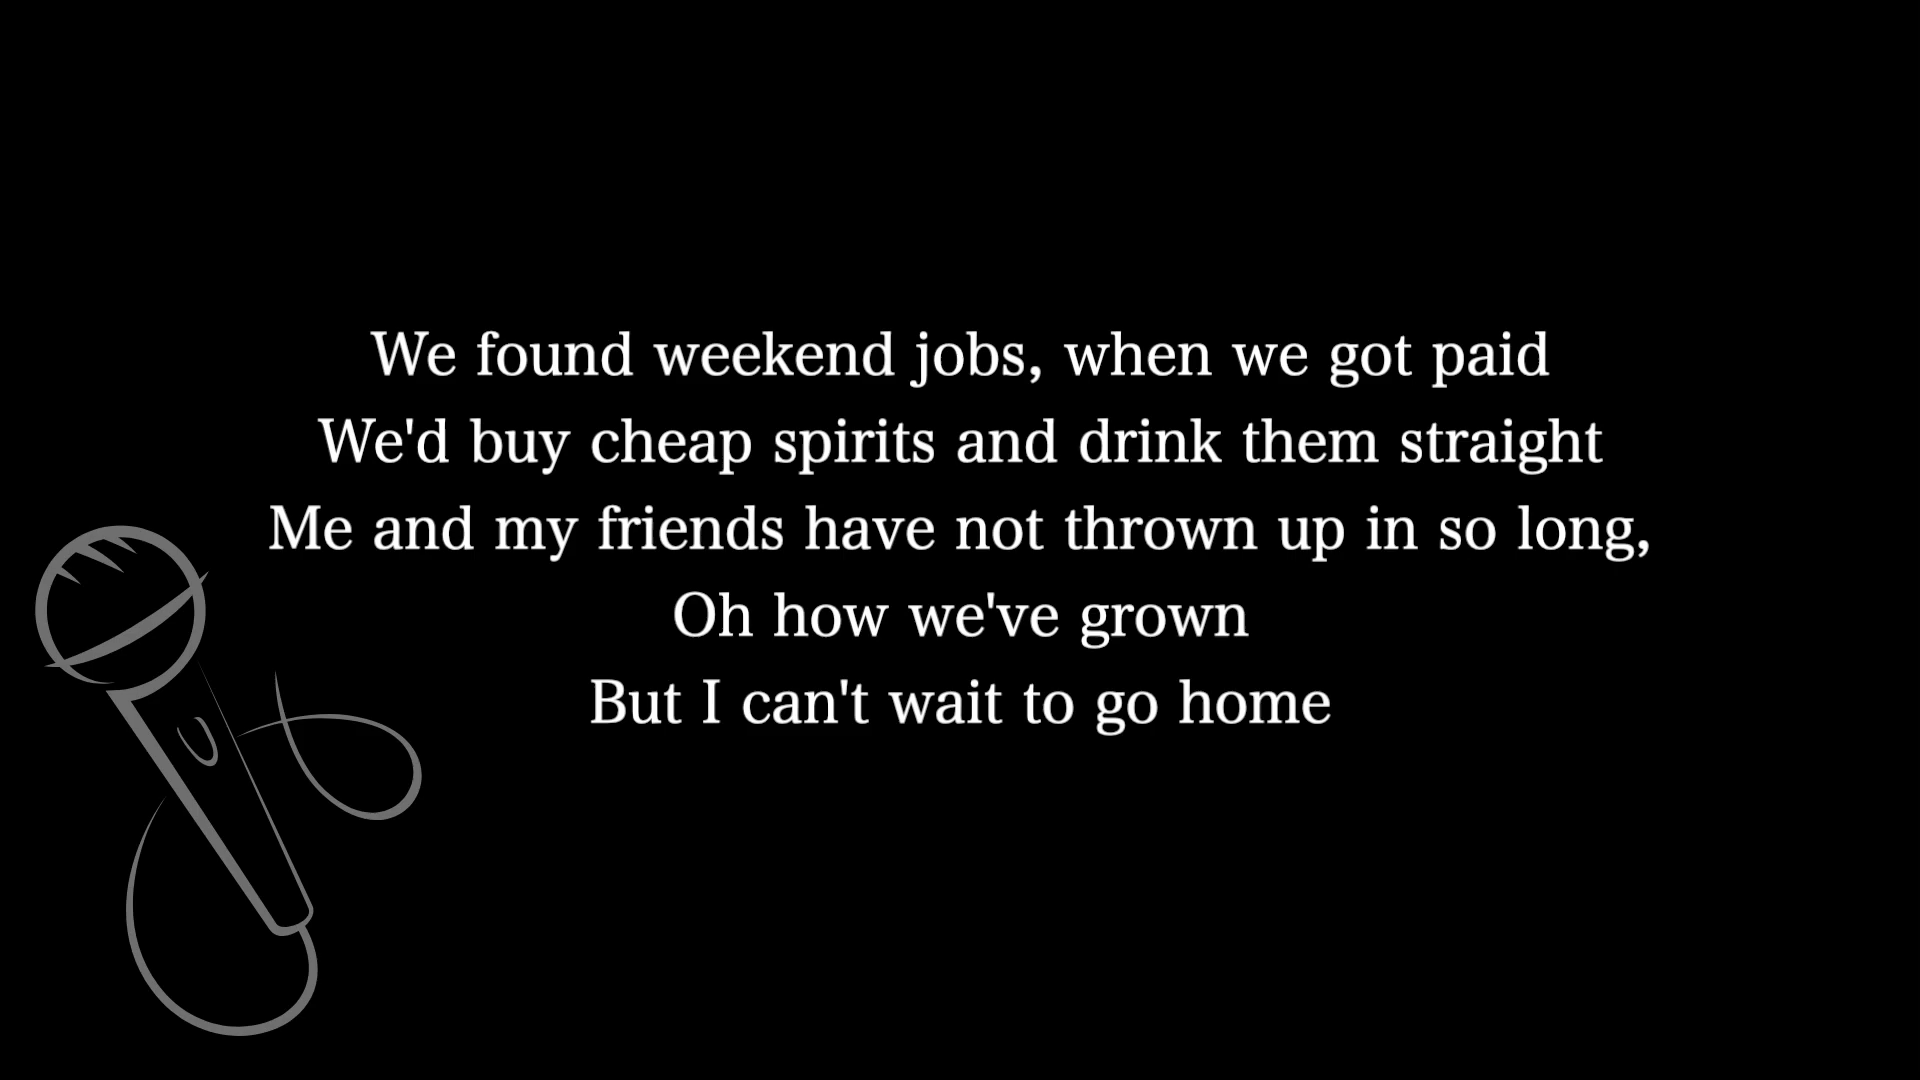 We found weekend jobs, when we got paid
We'd buy cheap spirits and drink them straight
Me and my friends have not thrown up in so long,
Oh how we've grown
But I can't wait to go home